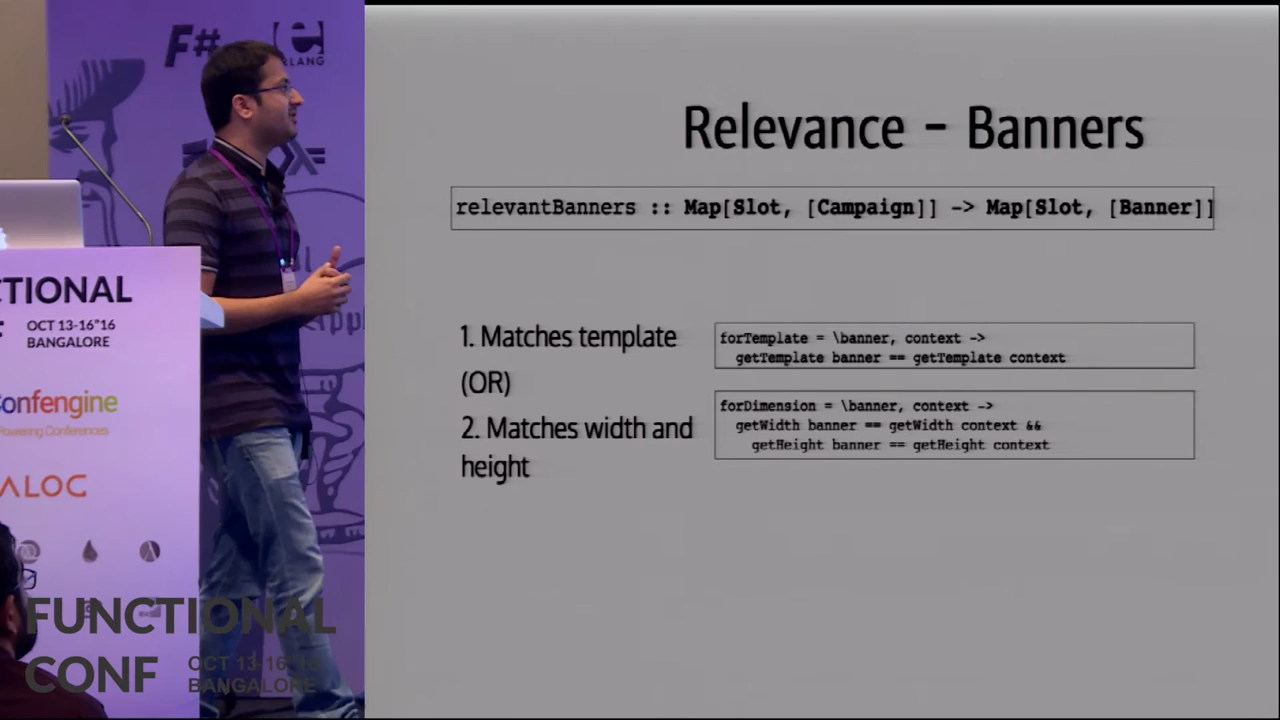 F#
LANG
Relevance - Banners
relevantBanners :: Map[Slot, [Campaign]] -> Map[Slot, [Banner]]
1. Matches template
forTemplate = \banner, context ->
getTemplate banner == getTemplate context
(OR)
2. Matches width and
height
forDimension = \banner, context ->
getWidth banner == getWidth context &&
getHeight banner == getHeight context
CTIONAL
F
OCT 13-16"16
BANGALORE
Confengine
Powering Conferences
ALOC
FUNCTIONAL
CONF
OCT 13-16"16
BANGALORE